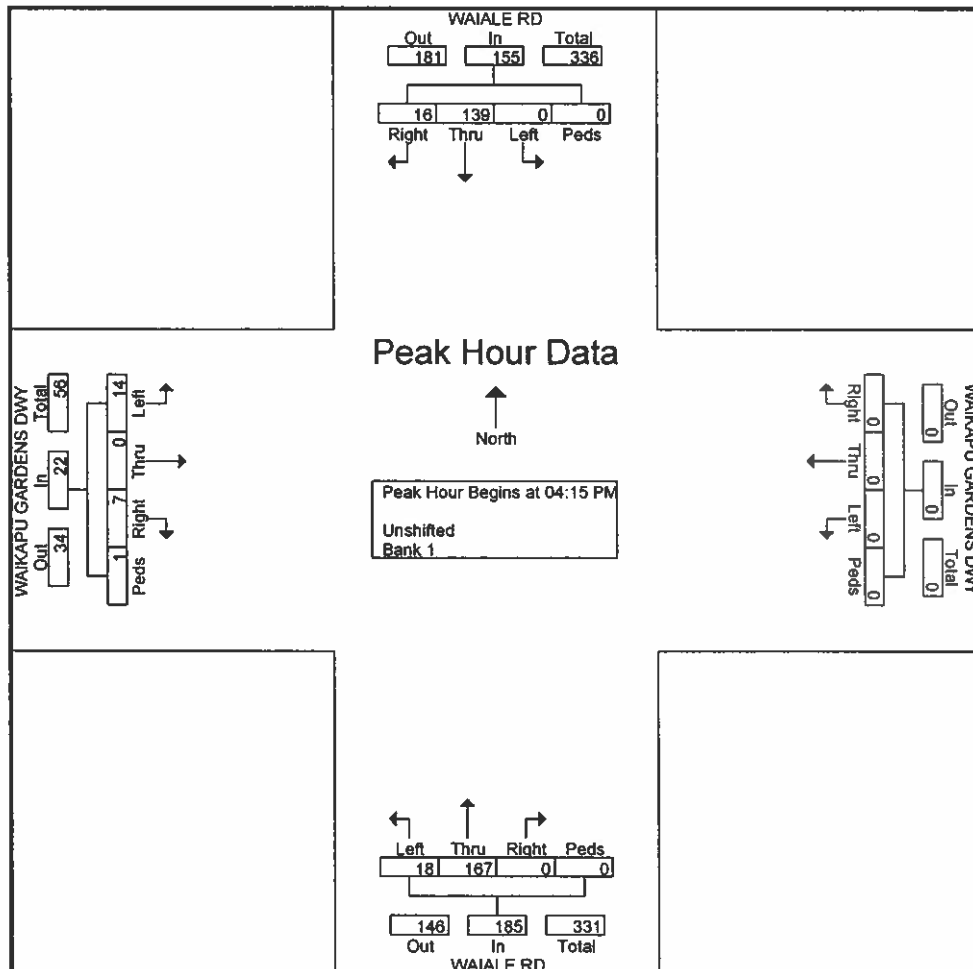 WAIALE RD
Out In Total
181 155 336
16 139 0 0
Right Thru Left Peds
Peak Hour Data
North
Peak Hour Begins at 04:15 PM
Unshifted
Bank 1
WAIKAPU GARDENS DWY
Total In Out
56 22 34
14 0 7 1
Left Thru Right Peds
WAIKAPU GARDENS DWY
Out In Total
0 0 0
Right Thru Left Peds
0 0 0 0
Left Thru Right Peds
18 167 0 0
146 185 331
Out In Total
WAIALE RD